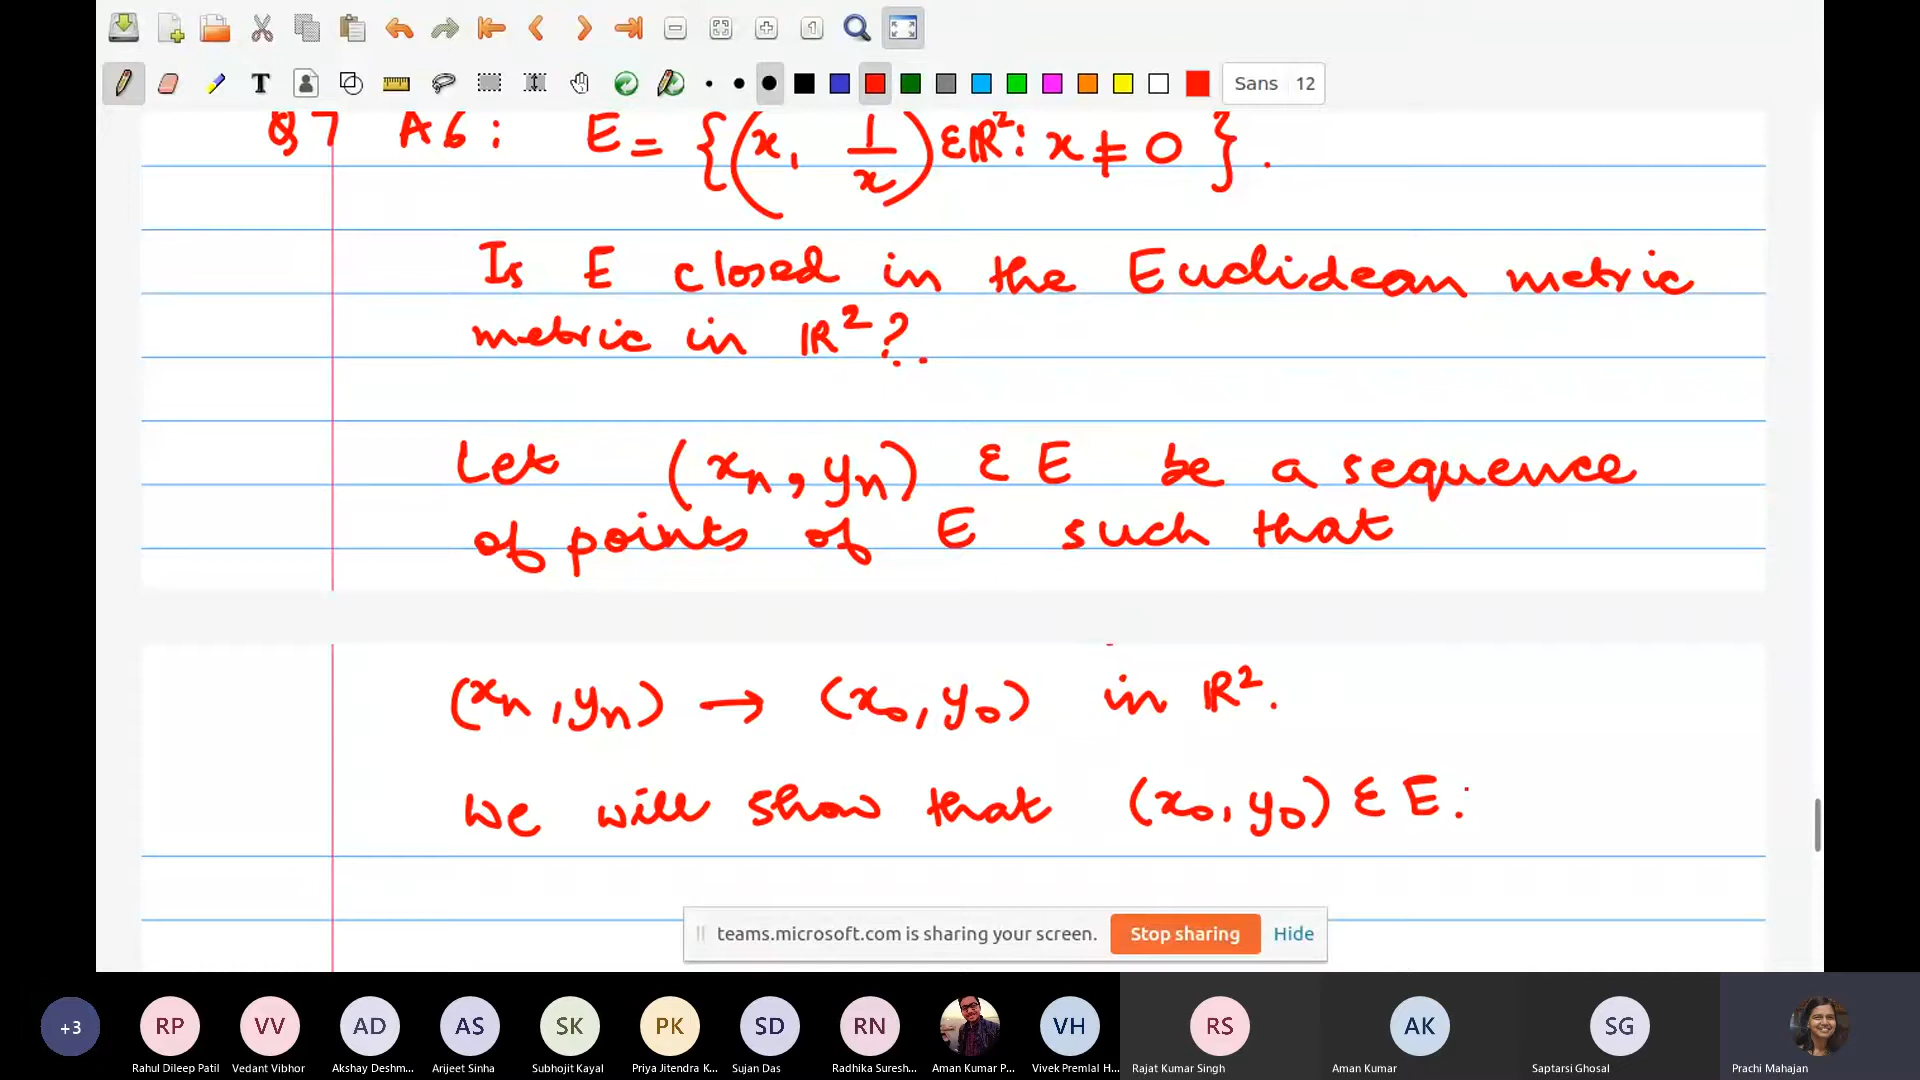 Sans 12
Q7 A6: E = {(x, 1/x) ∈ ℝ²: x ≠ 0}.
Is E closed in the Euclidean metric
metric in ℝ²?.
Let (xₙ, yₙ) ∈ E be a sequence
of points of E such that
(xₙ, yₙ) → (x₀, y₀) in ℝ².
We will show that (x₀, y₀) ∈ E:
teams.microsoft.com is sharing your screen. Stop sharing Hide
+3 RP VV AD AS SK PK SD RN VH RS AK SG
Rahul Dileep Patil Vedant Vibhor Akshay Deshm... Arijeet Sinha Subhojit Kayal Priya Jitendra K... Sujan Das Radhika Suresh... Aman Kumar P... Vivek Premlal H... Rajat Kumar Singh Aman Kumar Saptarsi Ghosal Prachi Mahajan